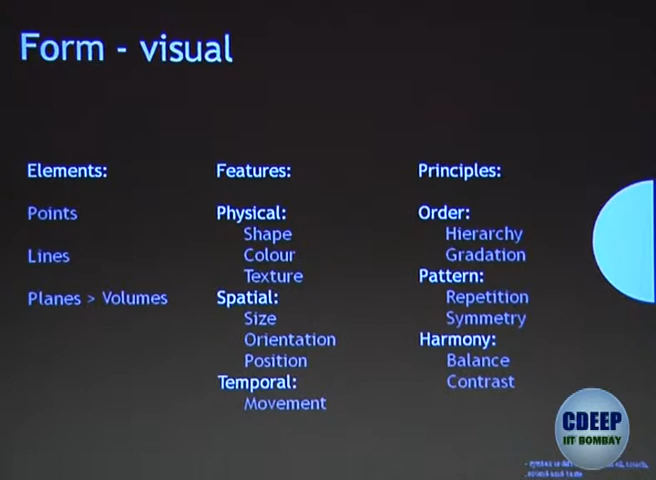 Form - visual
Elements:
Points
Lines
Planes > Volumes
Features:
Physical:
Shape
Colour
Texture
Spatial:
Size
Orientation
Position
Temporal:
Movement
Principles:
Order:
Hierarchy
Gradation
Pattern:
Repetition
Symmetry
Harmony:
Balance
Contrast
CDEEP
IIT BOMBAY